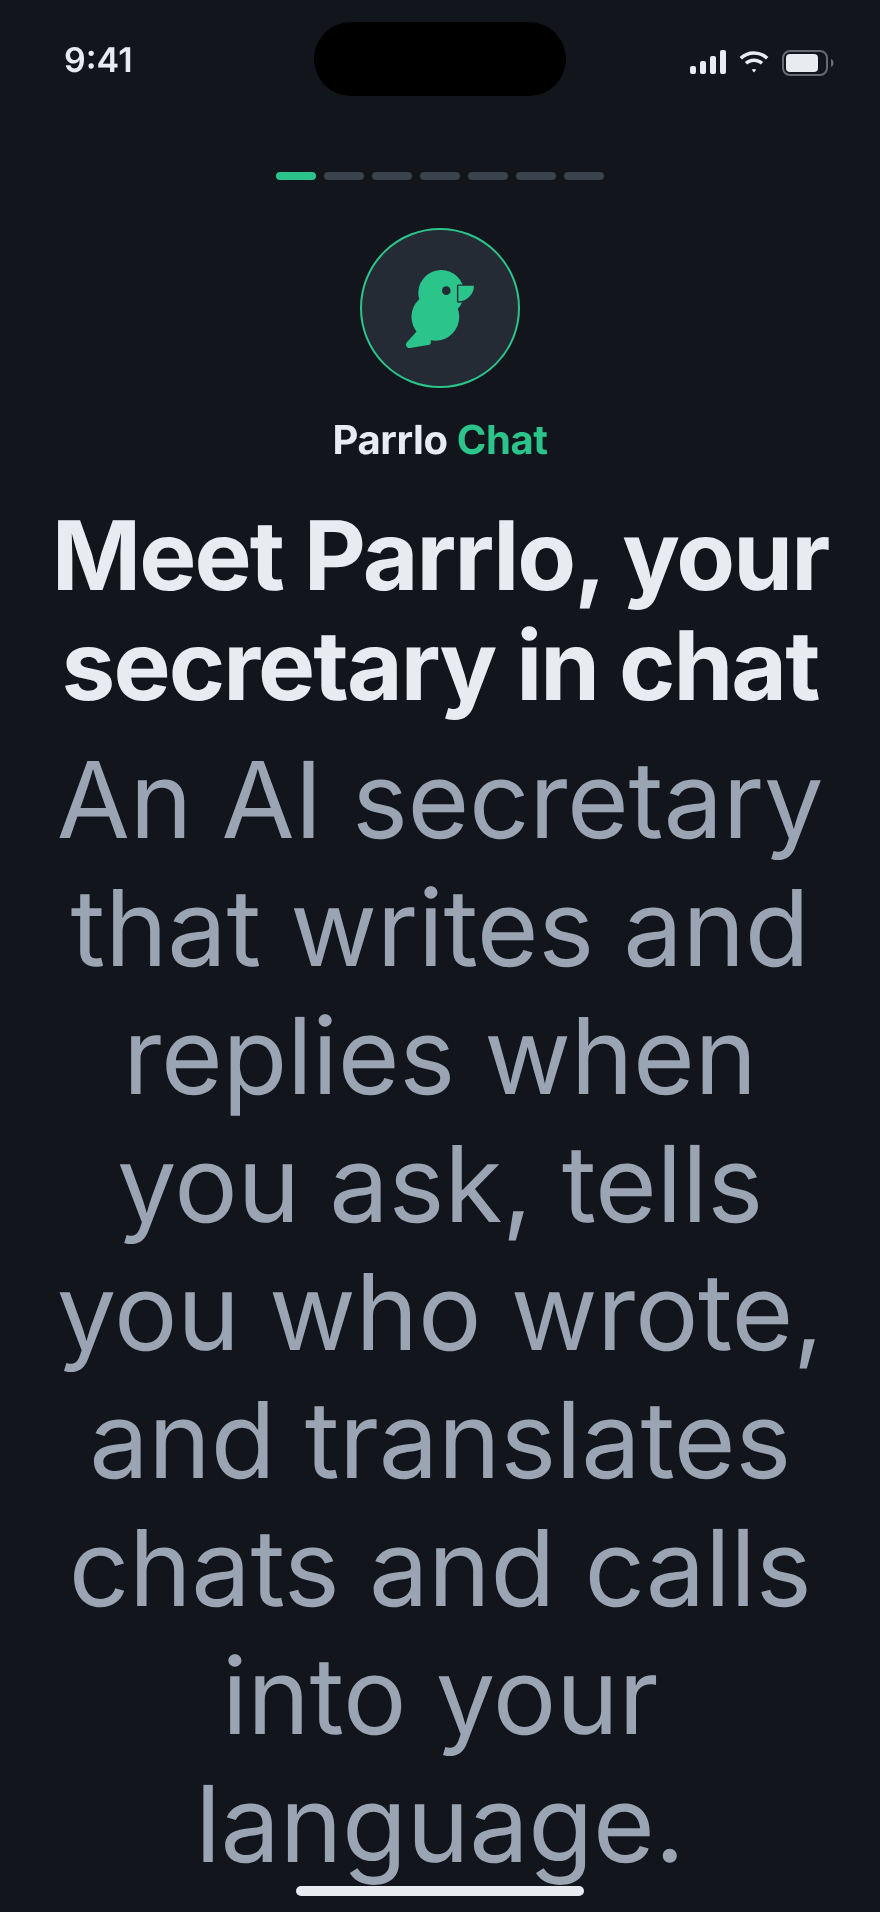 9:41
Parrlo Chat
Meet Parrlo, your
secretary in chat
An AI secretary
that writes and
replies when
you ask, tells
you who wrote,
and translates
chats and calls
into your
language.